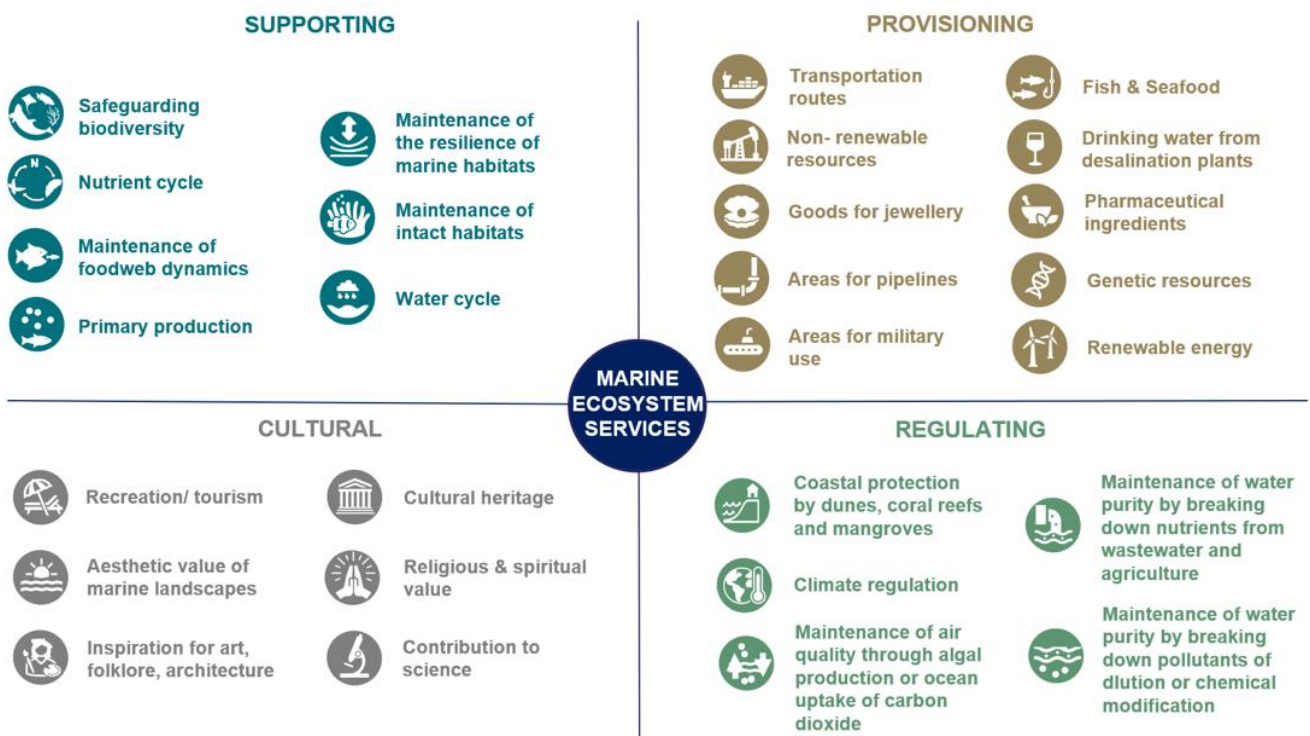 SUPPORTING
Safeguarding
biodiversity
Nutrient cycle
N
Maintenance of
foodweb dynamics
Primary production
Maintenance of
the resilience of
marine habitats
Maintenance of
intact habitats
Water cycle
PROVISIONING
Transportation
routes
Non- renewable
resources
Goods for jewellery
Areas for pipelines
Areas for military
use
Fish & Seafood
Drinking water from
desalination plants
Pharmaceutical
ingredients
Genetic resources
Renewable energy
MARINE
ECOSYSTEM
SERVICES
CULTURAL
Recreation/ tourism
Aesthetic value of
marine landscapes
Inspiration for art,
folklore, architecture
Cultural heritage
Religious & spiritual
value
Contribution to
science
REGULATING
Coastal protection
by dunes, coral reefs
and mangroves
Climate regulation
Maintenance of air
quality through algal
production or ocean
uptake of carbon
dioxide
Maintenance of water
purity by breaking
down nutrients from
wastewater and
agriculture
Maintenance of water
purity by breaking
down pollutants of
dlution or chemical
modification